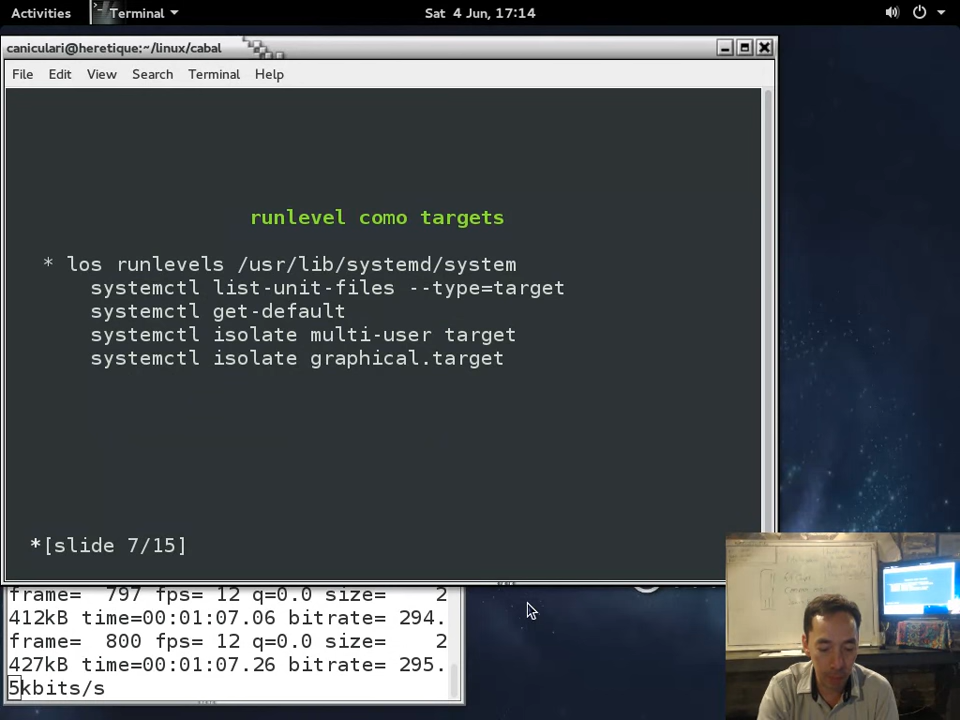 Activities
Terminal
Sat 4 Jun, 17:14
caniculari@heretique:~/linux/cabal
File Edit View Search Terminal Help
runlevel como targets
* los runlevels /usr/lib/systemd/system
systemctl list-unit-files --type=target
systemctl get-default
systemctl isolate multi-user target
systemctl isolate graphical.target
*[slide 7/15]
frame=  797 fps= 12 q=0.0 size=    2
412kB time=00:01:07.06 bitrate= 294.
frame=  800 fps= 12 q=0.0 size=    2
427kB time=00:01:07.26 bitrate= 295.
5kbits/s